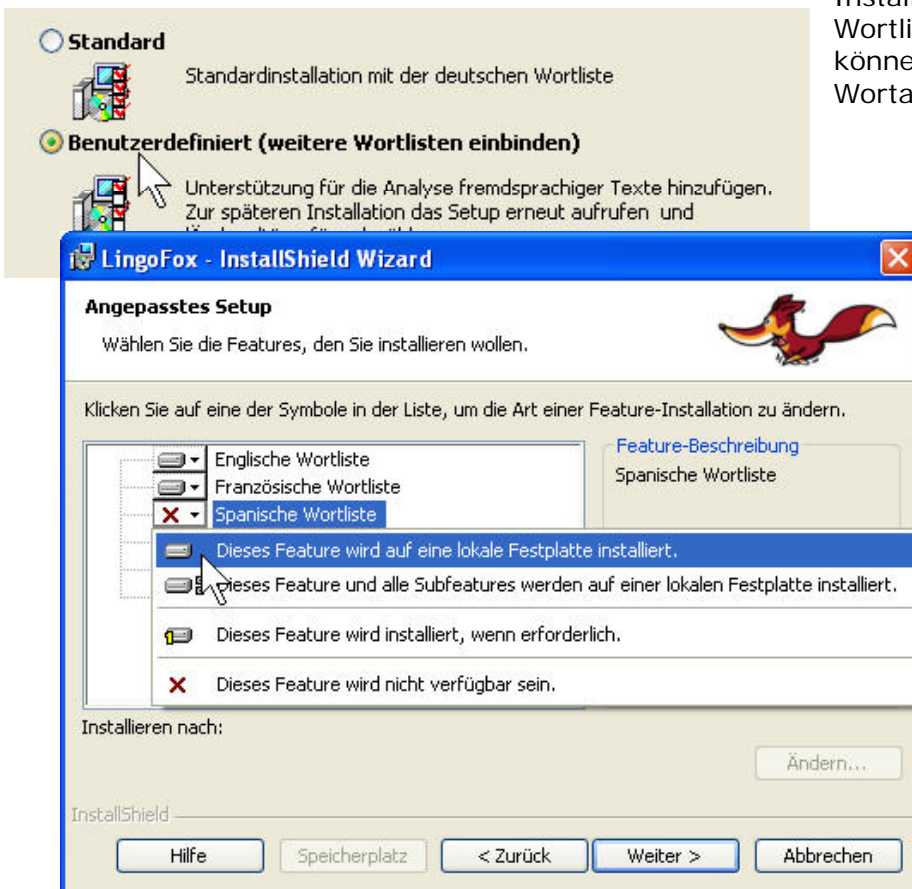 Standard
Standardinstallation mit der deutschen Wortliste
Benutzerdefiniert (weitere Wortlisten einbinden)
Unterstützung für die Analyse fremdsprachiger Texte hinzufügen.
Zur späteren Installation das Setup erneut aufrufen und
LingoFox - InstallShield Wizard
Angepasstes Setup
Wählen Sie die Features, den Sie installieren wollen.
Klicken Sie auf eine der Symbole in der Liste, um die Art einer Feature-Installation zu ändern.
Englische Wortliste
Französische Wortliste
Spanische Wortliste
Feature-Beschreibung
Spanische Wortliste
Dieses Feature wird auf eine lokale Festplatte installiert.
Dieses Feature und alle Subfeatures werden auf einer lokalen Festplatte installiert.
Dieses Feature wird installiert, wenn erforderlich.
Dieses Feature wird nicht verfügbar sein.
Installieren nach:
Ändern...
InstallShield
Hilfe
Speicherplatz
< Zurück
Weiter >
Abbrechen